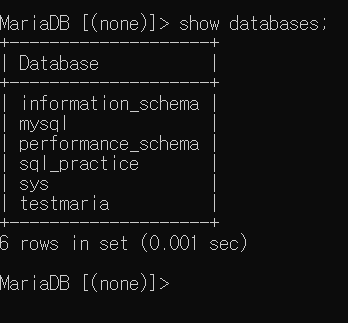 MariaDB [(none)]> show databases;
+--------------------+
| Database           |
+--------------------+
| information_schema |
| mysql              |
| performance_schema |
| sql_practice       |
| sys                |
| testmaria          |
+--------------------+
6 rows in set (0.001 sec)
MariaDB [(none)]>